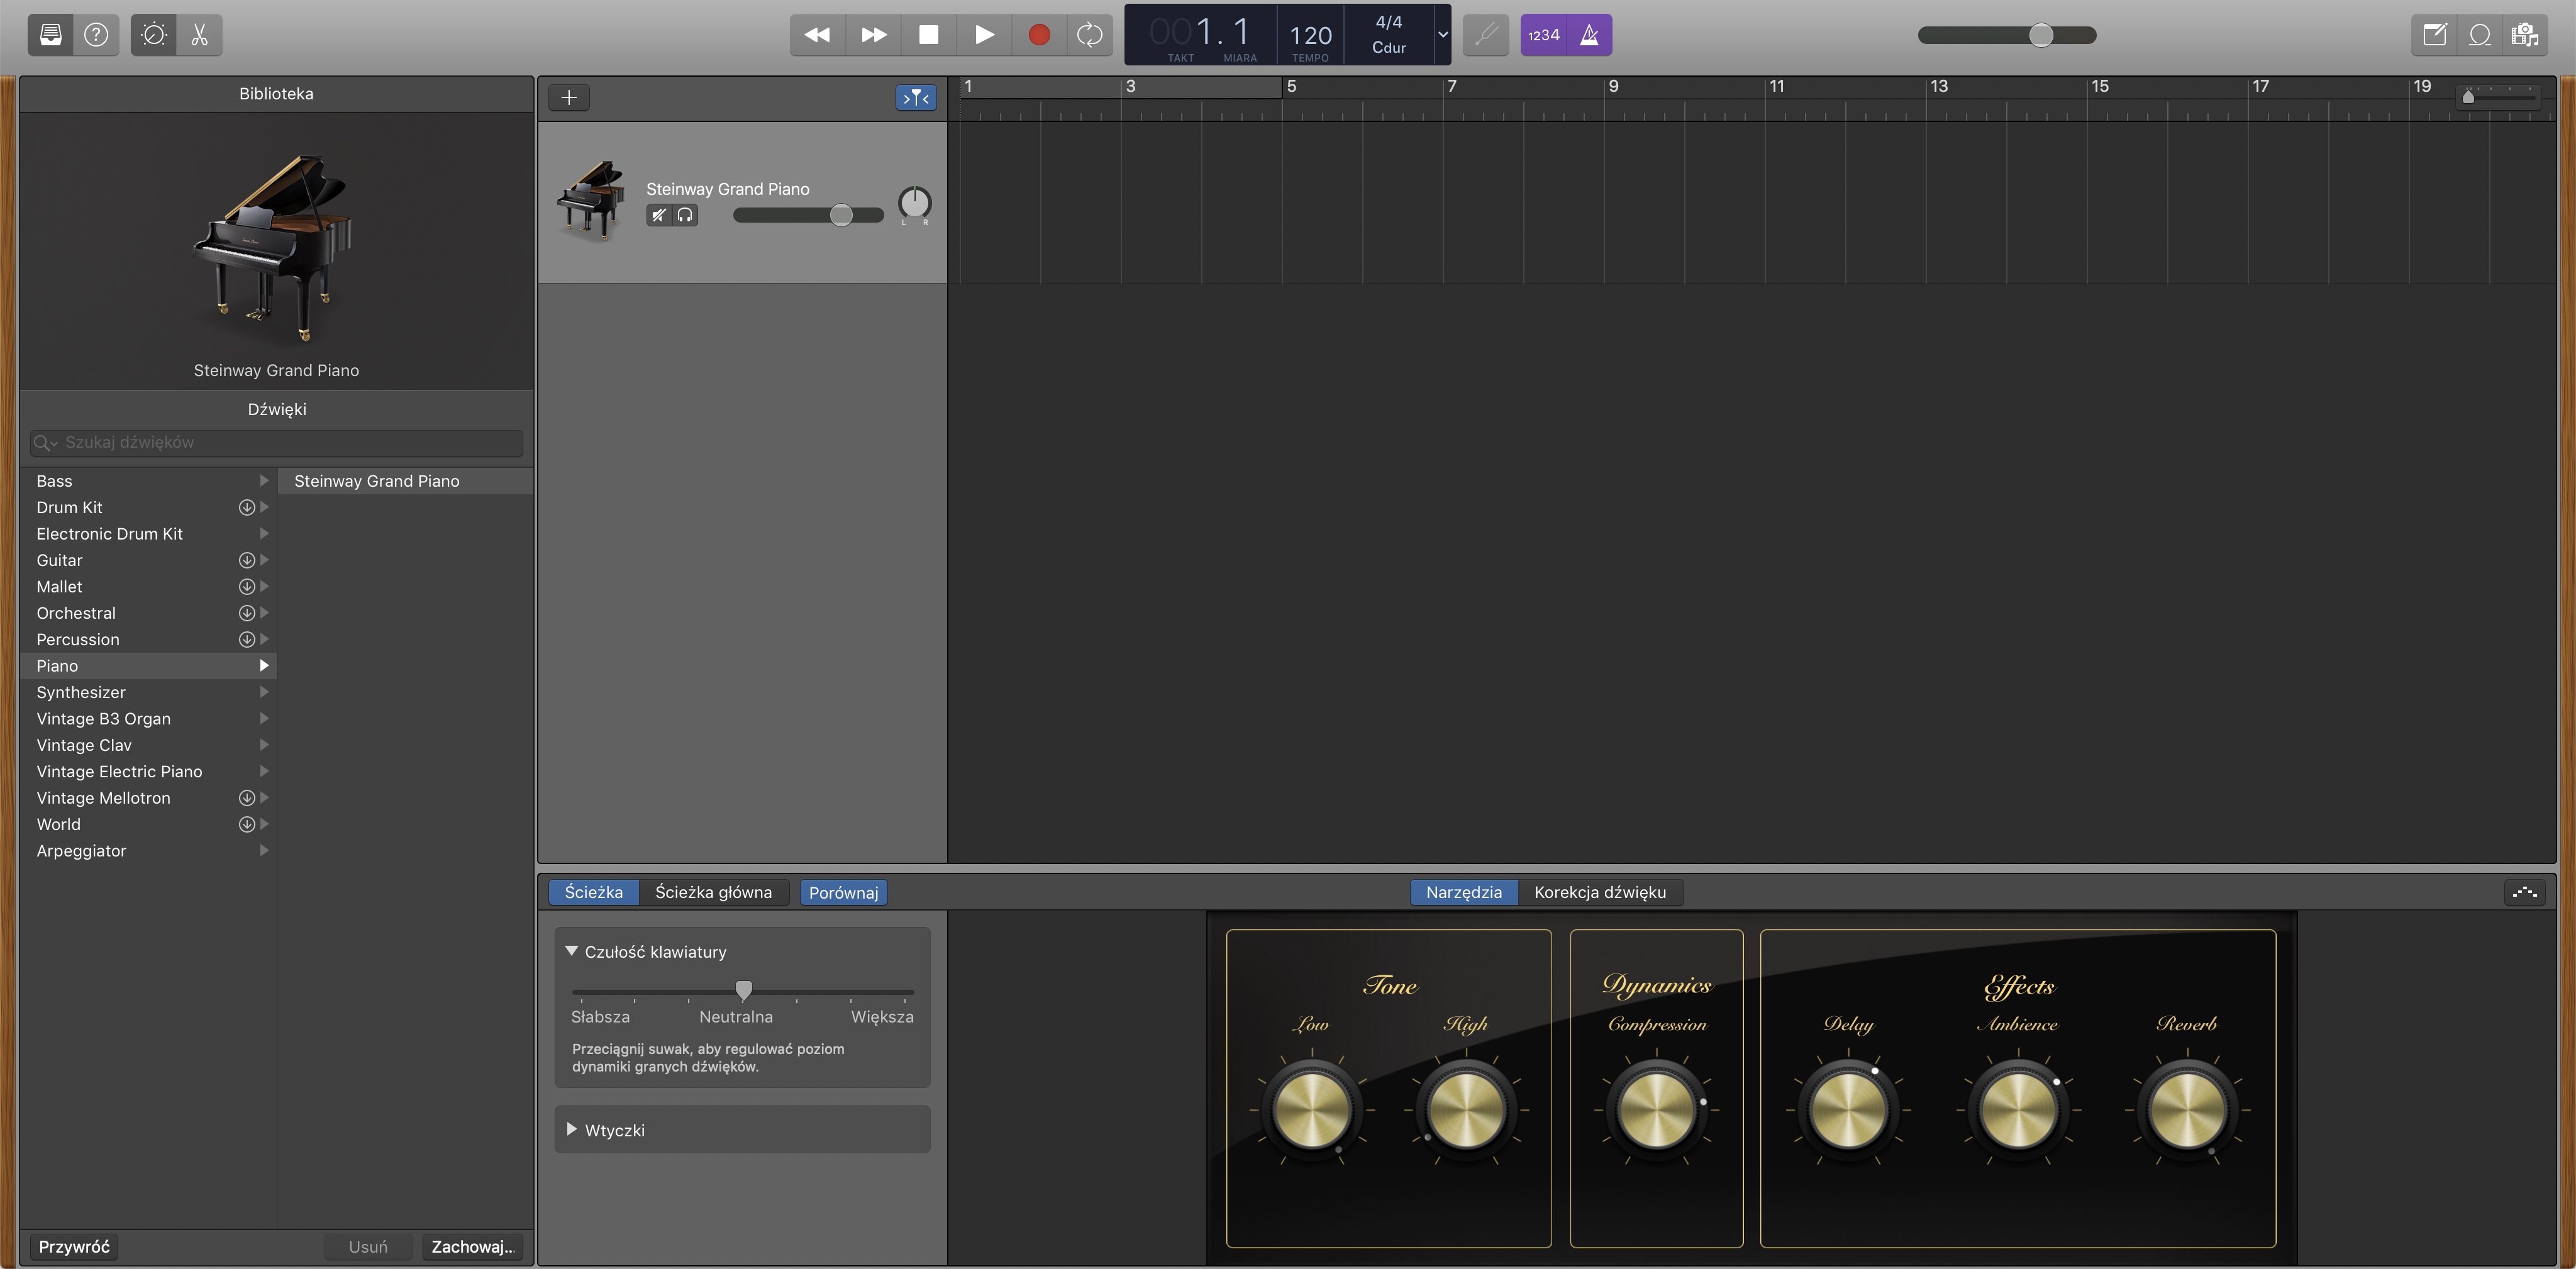 001. 1
TAKT
MIARA
120
TEMPO
4/4
Cdur
1234
Biblioteka
Steinway Grand Piano
Dźwięki
Szukaj dźwięków
Bass
Drum Kit
Electronic Drum Kit
Guitar
Mallet
Orchestral
Percussion
Piano
Synthesizer
Vintage B3 Organ
Vintage Clav
Vintage Electric Piano
Vintage Mellotron
World
Arpeggiator
Steinway Grand Piano
Przywróć
Usuń
Zachowaj...
1 3 5 7 9 11 13 15 17 19
Steinway Grand Piano
L R
Ścieżka
Ścieżka główna
Porównaj
Narzędzia
Korekcja dźwięku
Czułość klawiatury
Słabsza Neutralna Większa
Przeciągnij suwak, aby regulować poziom
dynamiki granych dźwięków.
Wtyczki
Tone
Low High
Dynamics
Compression
Effects
Delay Ambience Reverb